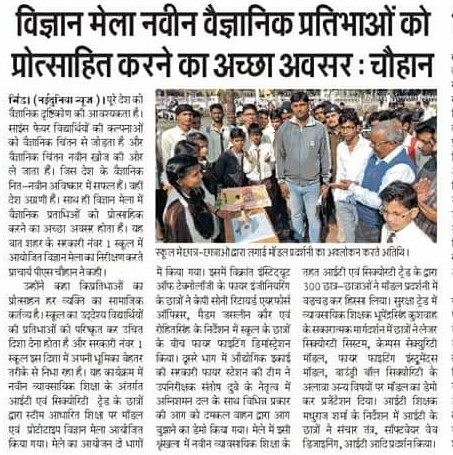 विज्ञान मेला नवीन वैज्ञानिक प्रतिभाओं को
प्रोत्साहित करने का अच्छा अवसर : चौहान
भिंड। (नईदुनिया न्यूज )। पूरे देश को
वैज्ञानिक दृष्टिकोण की आवश्यकता है।
साइंस फेयर विद्यार्थियों की कल्पनाओं
को वैज्ञानिक चिंतन से जोड़ता है और
वैज्ञानिक चिंतन नवीन खोज की ओर
ले जाता है। जिस देश के वैज्ञानिक
नित-नवीन अविष्कार में सफल हैं। वहीं
देश अग्रणी है। साथ ही विज्ञान मेला में
वैज्ञानिक प्रताभिओं को प्रोत्साहिक
करने का अच्छा अवसर होता है। यह
बात शहर के सरकारी नंबर 1 स्कूल में
आयोजित विज्ञान मेला का निरीक्षण करते
प्राचार्य पीएस चौहान ने कही।
उन्होंने कहा किप्रतिभाओं का
प्रोत्साहन हर व्यक्ति का सामाजिक
कर्तव्य है। स्कूल का उद्देश्य विद्यार्थियों
की प्रतिभाओं को परिष्कृत कर उचित
दिशा देना होता है और सरकारी नंबर 1
स्कूल इस दिशा में अपनी भूमिका बेहतर
तरीके से निभा रहा है। यह कार्यक्रम में
नवीन व्यावसायिक शिक्षा के अंतर्गत
आईटी एवं सिक्योरिटी ट्रेड के छात्रों
द्वारा स्टीम आधारित शिक्षा पर मॉडल
एवं प्रोटोटाइप विज्ञान मेला आयोजित
किया गया। मेले का आयोजन दो भागों
स्कूल में छात्र-छात्राओं द्वारा लगाई मॉडल प्रदर्शनी का अवलोकन करते अतिथि।
में किया गया। इसमें विक्रांत इंस्टिट्यूट
ऑफ टेक्नोलॉजी के फायर इंजीनियरिंग
के छात्रों ने केपी सोनी रिटायर्ड एयरफोर्स
ऑफिसर, मैडम जसलीन कौर एवं
रोहितसिंह के निर्देशन में स्कूल के छात्रों
के बीच फायर फाइटिंग डिमांस्ट्रेशन
किया। दूसरे भाग में औद्योगिक इकाई
की सरकारी फायर स्टेशन की टीम ने
उपनिरीक्षक संतोष दुबे के नेतृत्व में
अग्निशमन दल के साथ विभिन्न प्रकार
की आग को दमकल वाहन द्वारा आग
बुझाने का डेमो किया गया। मेले में इसी
श्रृंखला में नवीन व्यावसायिक शिक्षा के
तहत आईटी एवं सिक्योरिटी ट्रेड के द्वारा
300 छात्र-छात्राओं ने मॉडल प्रदर्शनी में
बढ़चड़ कर हिस्सा लिया। सुरक्षा ट्रेड में
व्यावसायिक शिक्षक भूपेंद्रसिंह कुशवाह
के सकारात्मक मार्गदर्शन में छात्रों ने लेजर
सिक्योरिटी सिस्टम, कैम्पस सेक्युरिटी
मॉडल, फायर फाइटिंग इंस्ट्रूमेंट्स
मॉडल, बाउंड्री वॉल सिक्योरिटी के
अलावा अन्य विषयों पर मॉडल का डेमो
कर प्रजेंटेशन दिया। आईटी शिक्षक
मधुराज शर्मा के निर्देशन में आईटी के
छात्रों ने संचार तंत्र, सॉफ्टवेयर वेव
डिजाइनिंग, आईटी आदि प्रदर्शन किया।